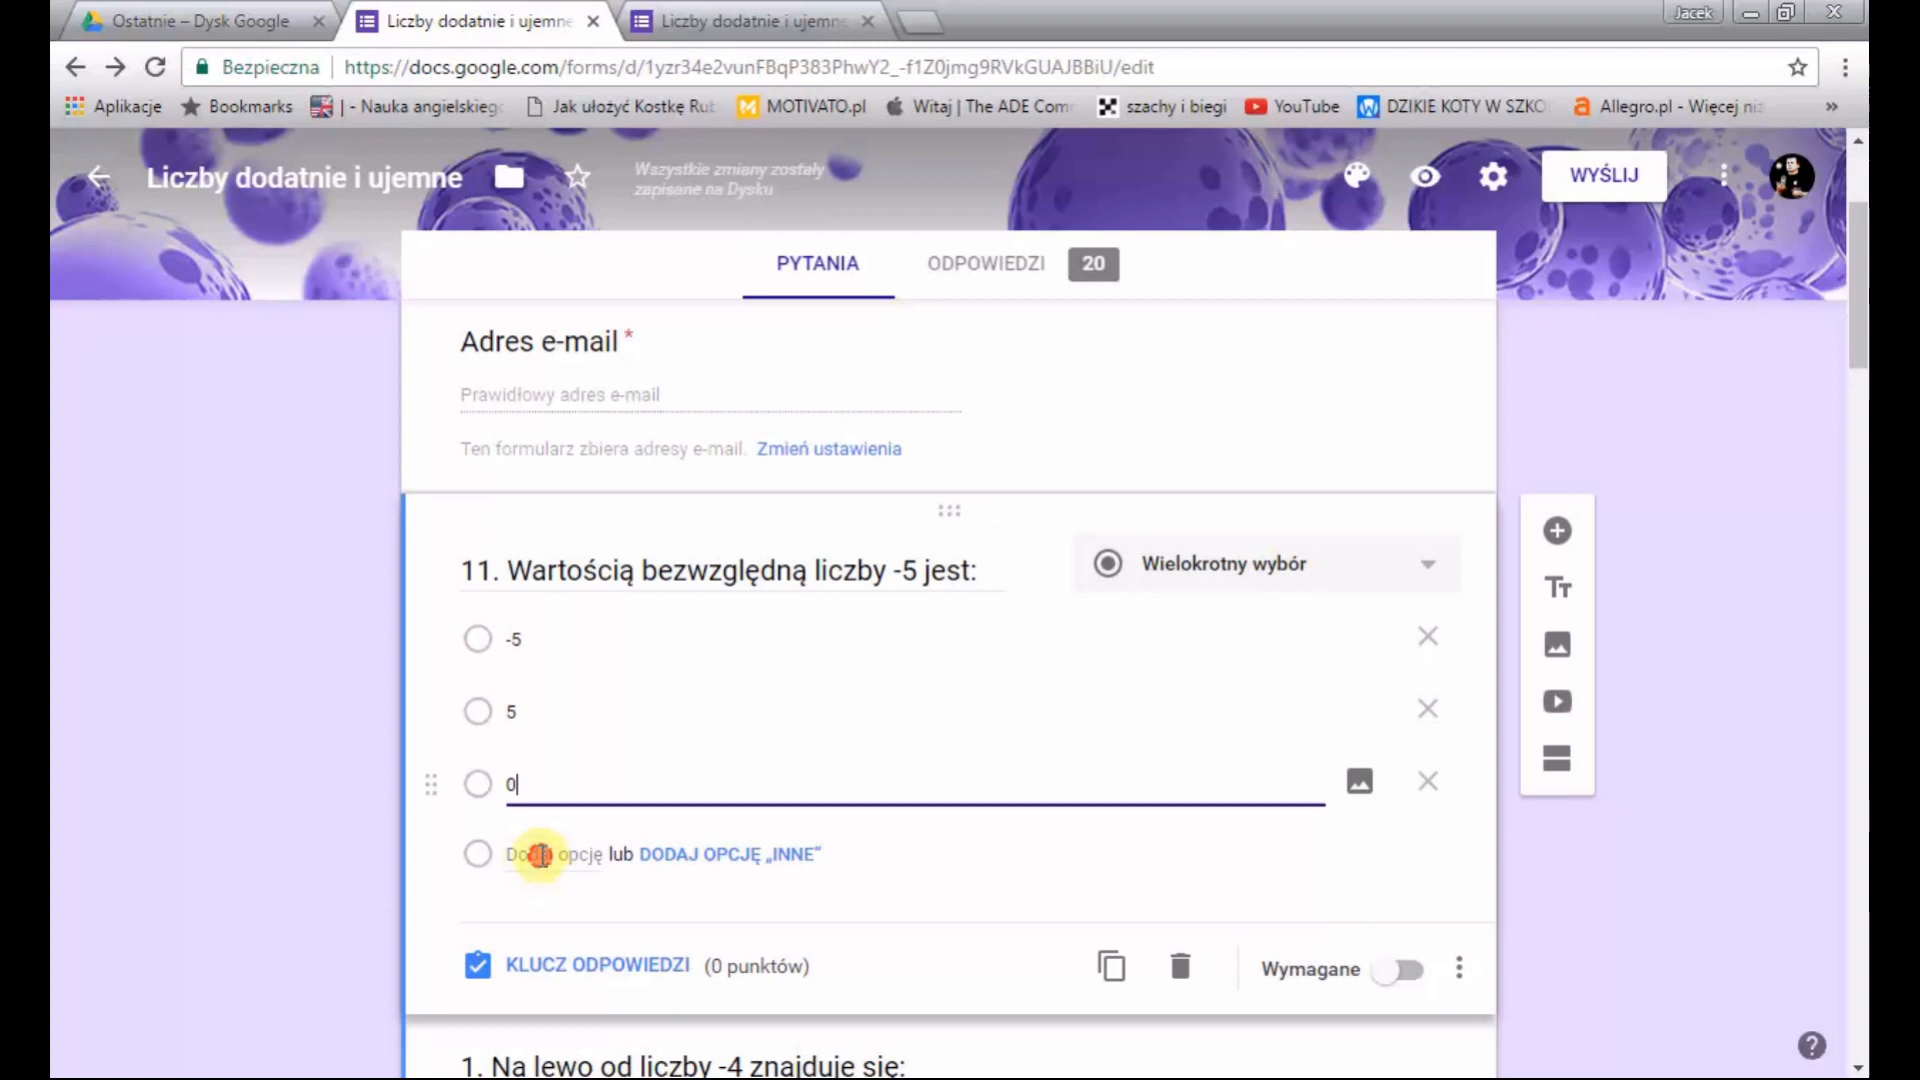 Ostatnie – Dysk Google
Liczby dodatnie i ujemne
Liczby dodatnie i ujemne
Jacek
Bezpieczna
https://docs.google.com/forms/d/1yzr34e2vunFBqP383PhwY2_-f1Z0jmg9RVkGUAJBBiU/edit
Aplikacje
Bookmarks
| - Nauka angielskieg
Jak ułożyć Kostkę Rub
MOTIVATO.pl
Witaj | The ADE Com
szachy i biegi
YouTube
DZIKIE KOTY W SZKO
Allegro.pl - Więcej niż
»
Liczby dodatnie i ujemne
Wszystkie zmiany zostały
zapisane na Dysku
WYŚLIJ
PYTANIA
ODPOWIEDZI
20
Adres e-mail *
Prawidłowy adres e-mail
Ten formularz zbiera adresy e-mail. Zmień ustawienia
11. Wartością bezwzględną liczby -5 jest:
Wielokrotny wybór
-5
5
0
Dodaj opcję lub DODAJ OPCJĘ „INNE”
KLUCZ ODPOWIEDZI (0 punktów)
Wymagane
1. Na lewo od liczby -4 znajduje się: